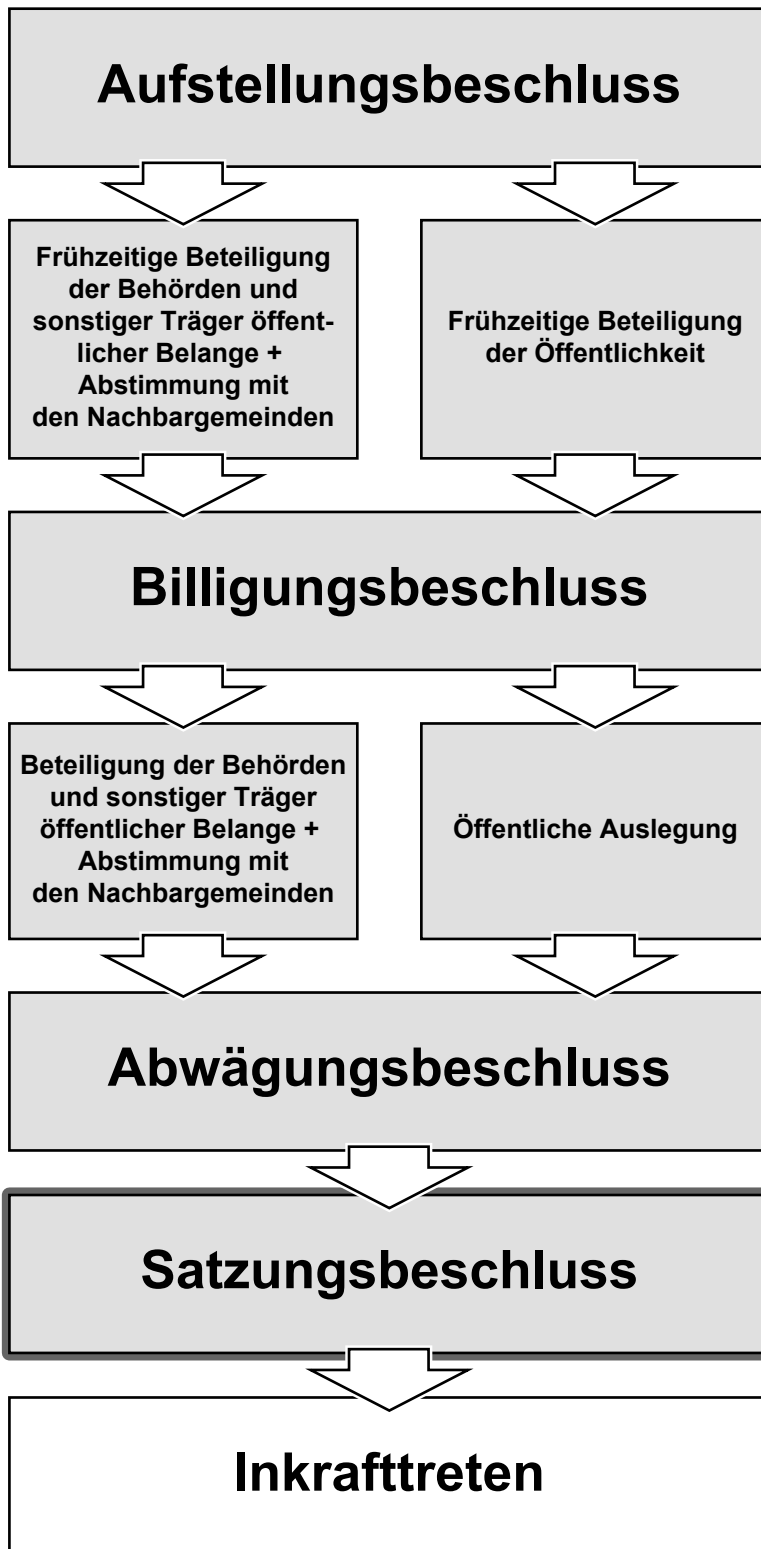 Aufstellungsbeschluss
Frühzeitige Beteiligung
der Behörden und
sonstiger Träger öffent-
licher Belange +
Abstimmung mit
den Nachbargemeinden
Frühzeitige Beteiligung
der Öffentlichkeit
Billigungsbeschluss
Beteiligung der Behörden
und sonstiger Träger
öffentlicher Belange +
Abstimmung mit
den Nachbargemeinden
Öffentliche Auslegung
Abwägungsbeschluss
Satzungsbeschluss
Inkrafttreten